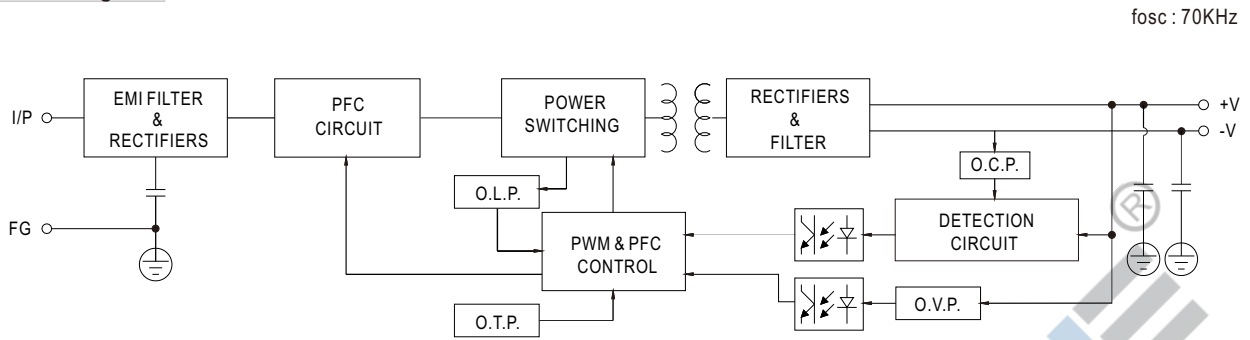 fosc : 70KHz
I/P
EMI FILTER
&
RECTIFIERS
PFC
CIRCUIT
POWER
SWITCHING
RECTIFIERS
&
FILTER
+V
-V
O.C.P.
O.L.P.
FG
PWM & PFC
CONTROL
DETECTION
CIRCUIT
®
O.T.P.
O.V.P.